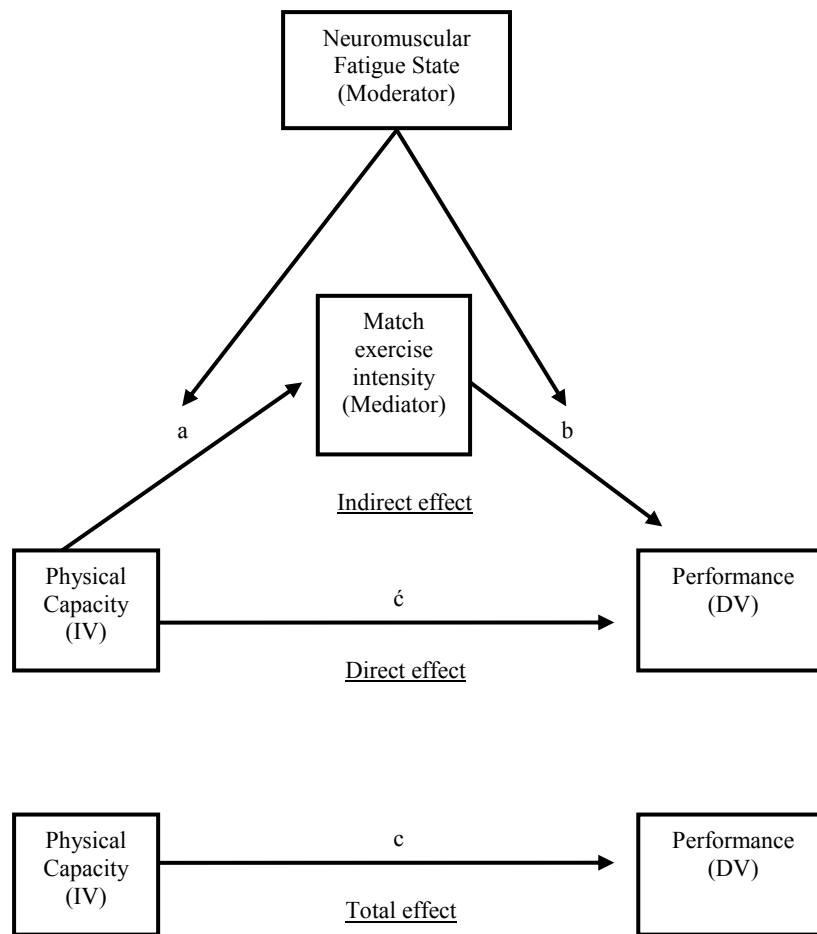 Neuromuscular
Fatigue State
(Moderator)
Match
exercise
intensity
(Mediator)
a
b
Indirect effect
Physical
Capacity
(IV)
ć
Performance
(DV)
Direct effect
Physical
Capacity
(IV)
c
Performance
(DV)
Total effect